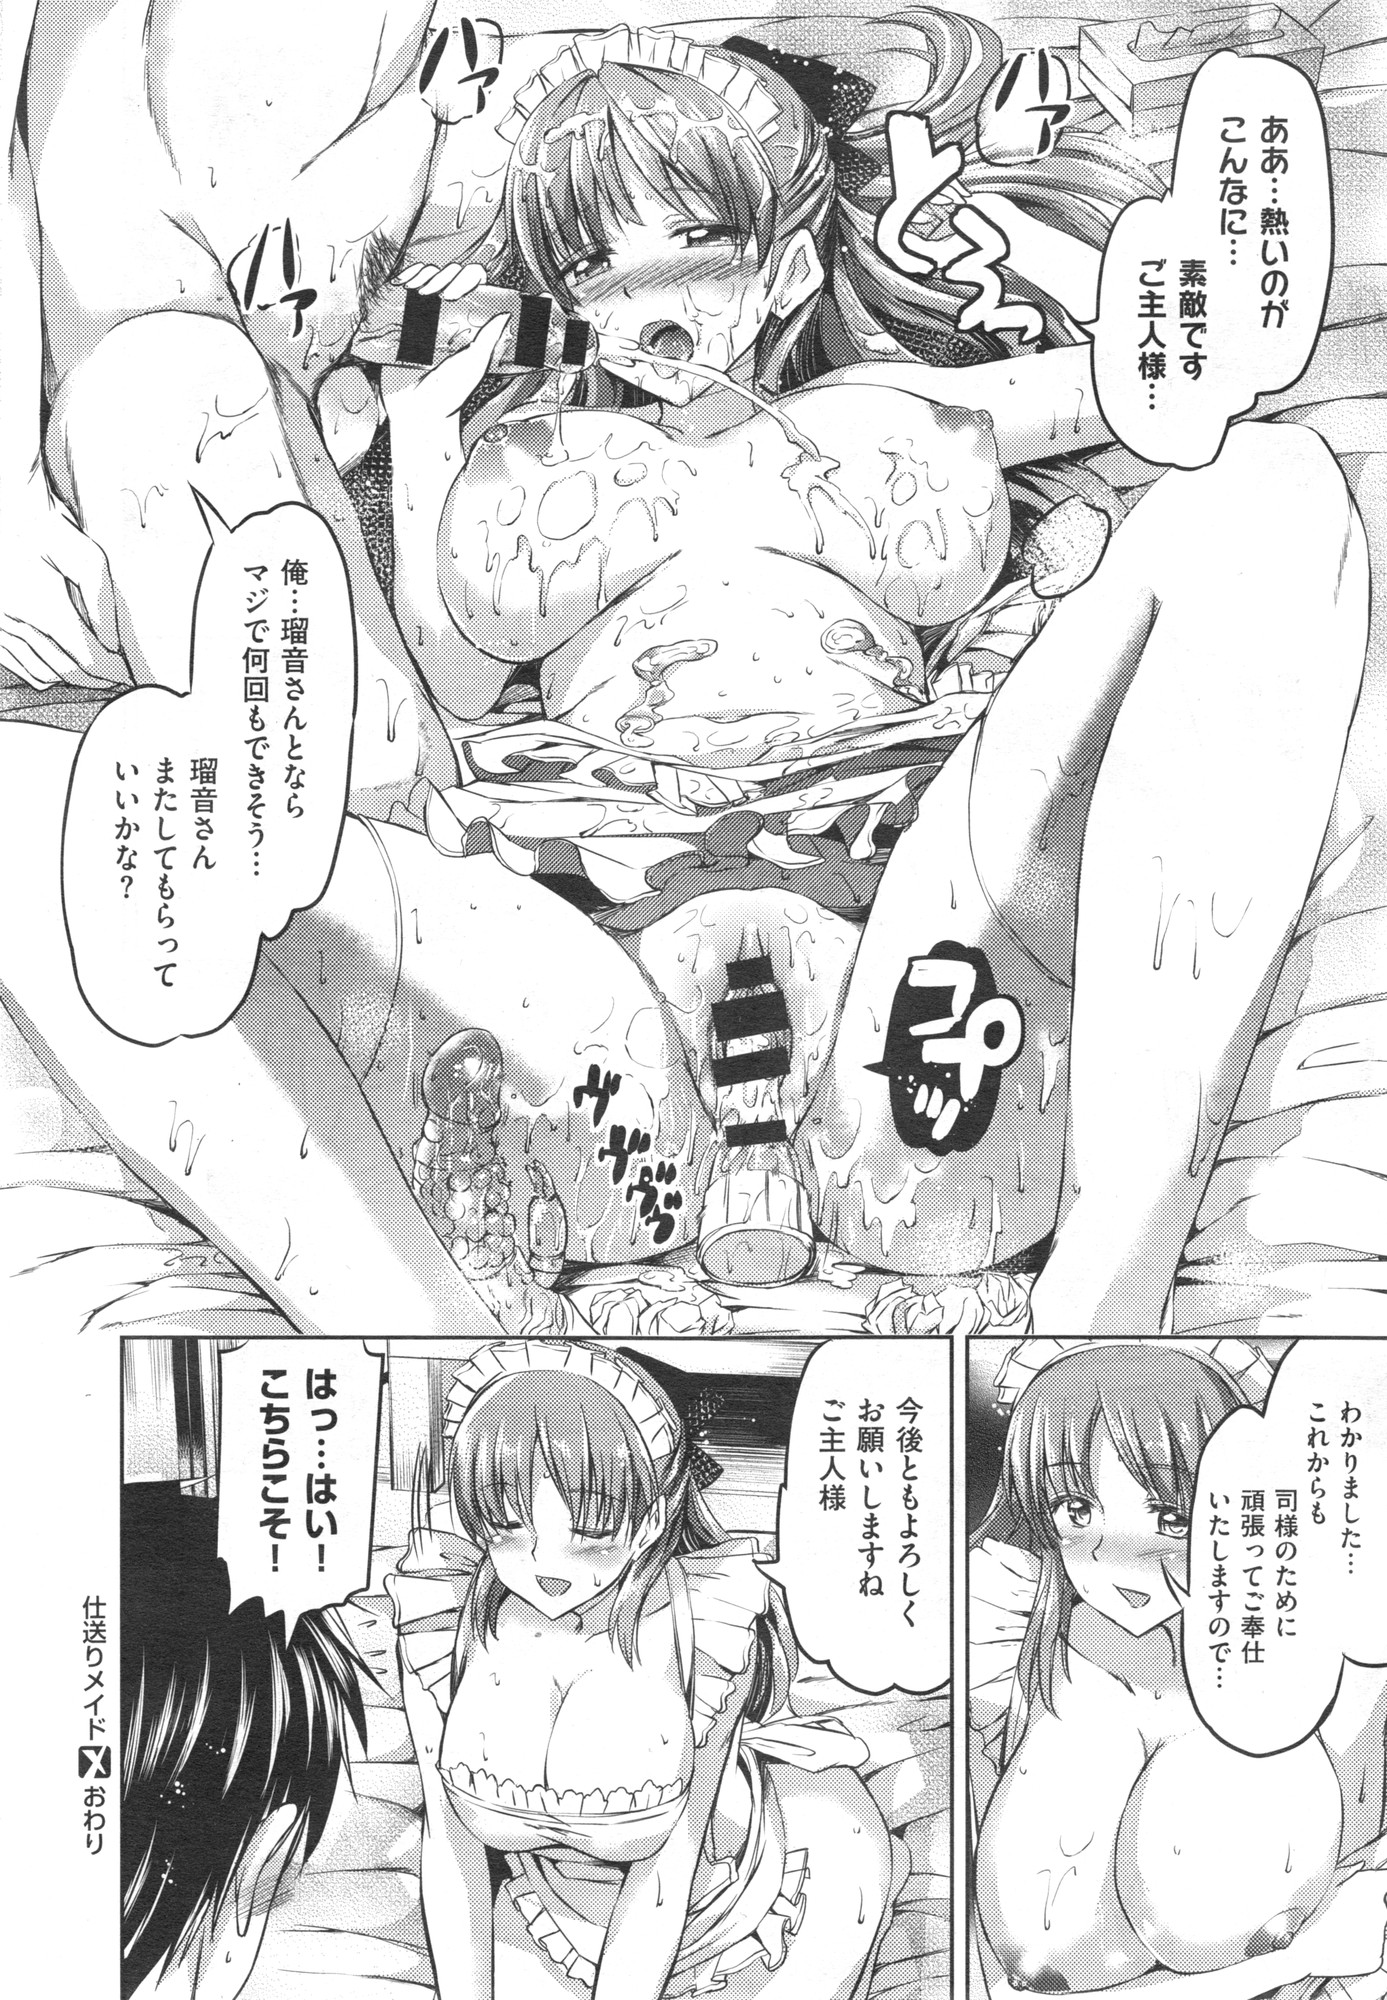 ああ…熱いのが
こんなに…
素敵です
ご主人様…
ハァ
ハァ
ハァ
俺…瑠音さんとなら
マジで何回もできそう…
瑠音さん
またしてもらって
いいかな？
コプッ
ヴ
ヴ
ヴ
ヴ
わかりました…
これからも
司様のために
頑張ってご奉仕
いたしますので…
今後ともよろしく
お願いしますね
ご主人様
はっ…はい！
こちらこそ！
仕送りメイドX おわり